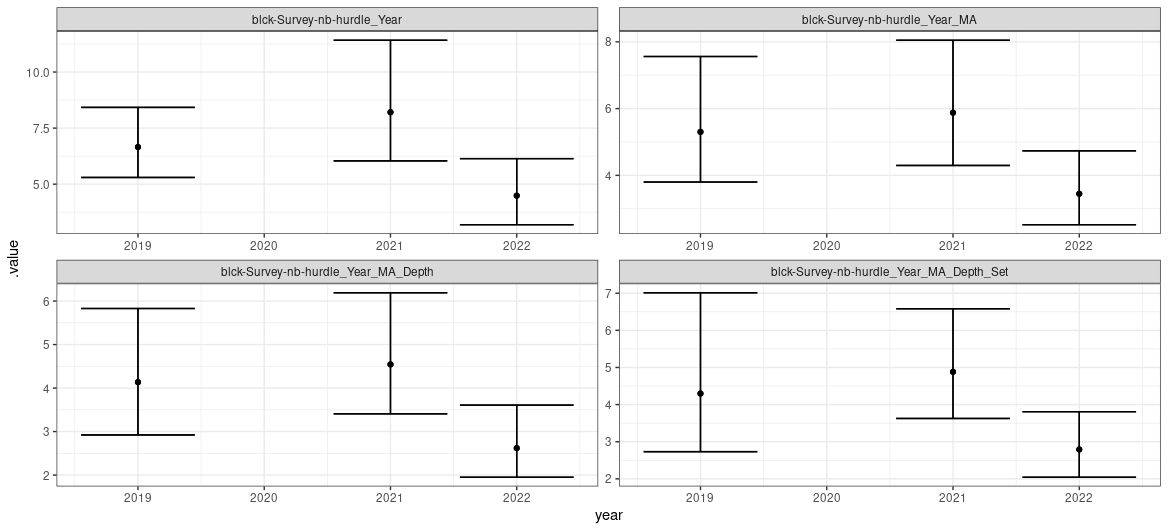 blck-Survey-nb-hurdle_Year
blck-Survey-nb-hurdle_Year_MA
10.0
7.5
5.0
8
6
4
2019 2020 2021 2022
2019 2020 2021 2022
.value
blck-Survey-nb-hurdle_Year_MA_Depth
blck-Survey-nb-hurdle_Year_MA_Depth_Set
6
5
4
3
2
7
6
5
4
3
2
2019 2020 2021 2022
2019 2020 2021 2022
year